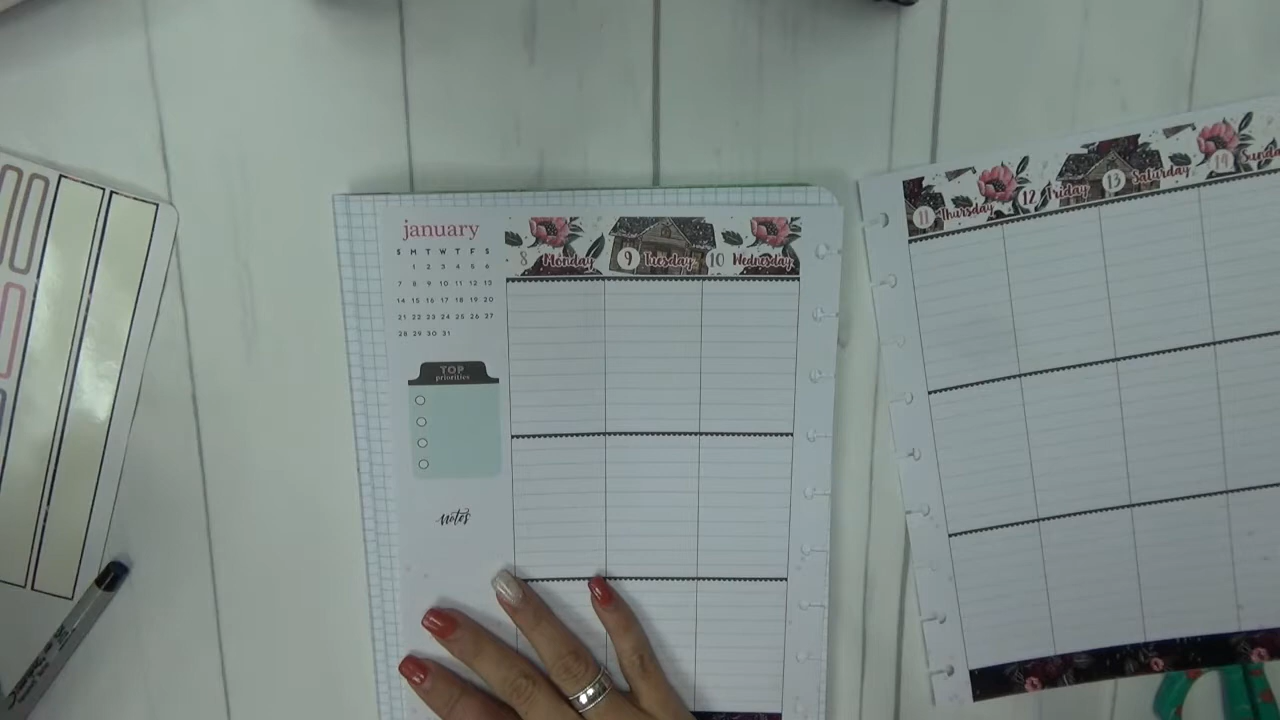 january
S M T W T F S
1 2 3 4 5 6
7 8 9 10 11 12 13
14 15 16 17 18 19 20
21 22 23 24 25 26 27
28 29 30 31
TOP
priorities
notes
8 Monday
9 Tuesday
10 Wednesday
11 Thursday
12 Friday
13 Saturday
14 Sunda